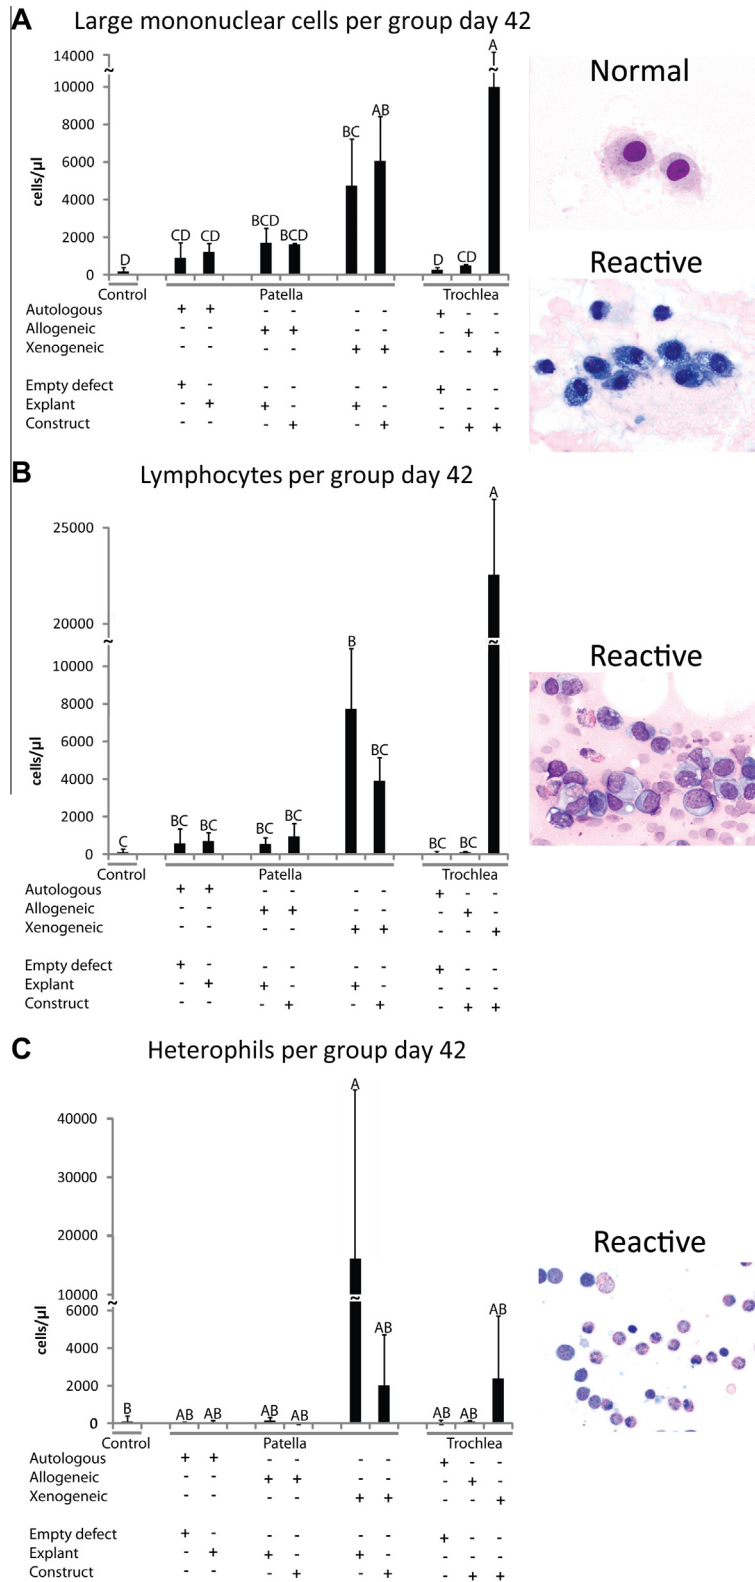 A
Large mononuclear cells per group day 42
14000
~
10000
8000
6000
4000
2000
0
cells/µl
D
CD
CD
BCD
BCD
BC
AB
D
CD
A
~
Control
Patella
Trochlea
Autologous + + - - - - + - -
Allogeneic - - + + - - - + -
Xenogeneic - - - - + + - - +
Empty defect + - - - - - + - -
Explant - + + - + - - - -
Construct - - - + - + - + +
Normal
Reactive
B
Lymphocytes per group day 42
25000
20000
~
10000
8000
6000
4000
2000
0
cells/µl
C
BC
BC
BC
BC
B
BC
BC
BC
A
~
Control
Patella
Trochlea
Autologous + + - - - - + - -
Allogeneic - - + + - - - + -
Xenogeneic - - - - + + - - +
Empty defect + - - - - - + - -
Explant - + + - + - - - -
Construct - - - + - + - + +
Reactive
C
Heterophils per group day 42
40000
30000
20000
10000
~
6000
4000
2000
0
cells/µl
B
AB
AB
AB
AB
A
~
AB
AB
AB
AB
Control
Patella
Trochlea
Autologous + + - - - - + - -
Allogeneic - - + + - - - + -
Xenogeneic - - - - + + - - +
Empty defect + - - - - - + - -
Explant - + + - + - - - -
Construct - - - + - + - + +
Reactive